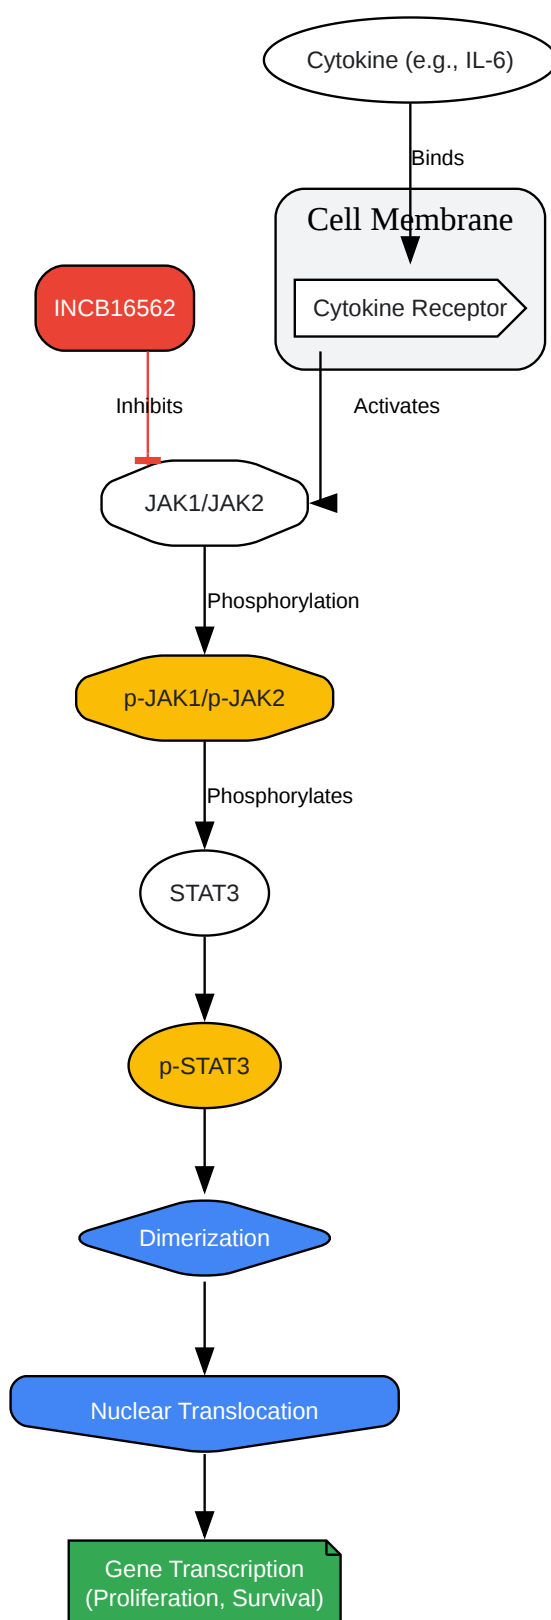 Cytokine (e.g., IL-6)
Binds
Cell Membrane
INCB16562
Cytokine Receptor
Inhibits
Activates
JAK1/JAK2
Phosphorylation
p-JAK1/p-JAK2
Phosphorylates
STAT3
p-STAT3
Dimerization
Nuclear Translocation
Gene Transcription
(Proliferation, Survival)